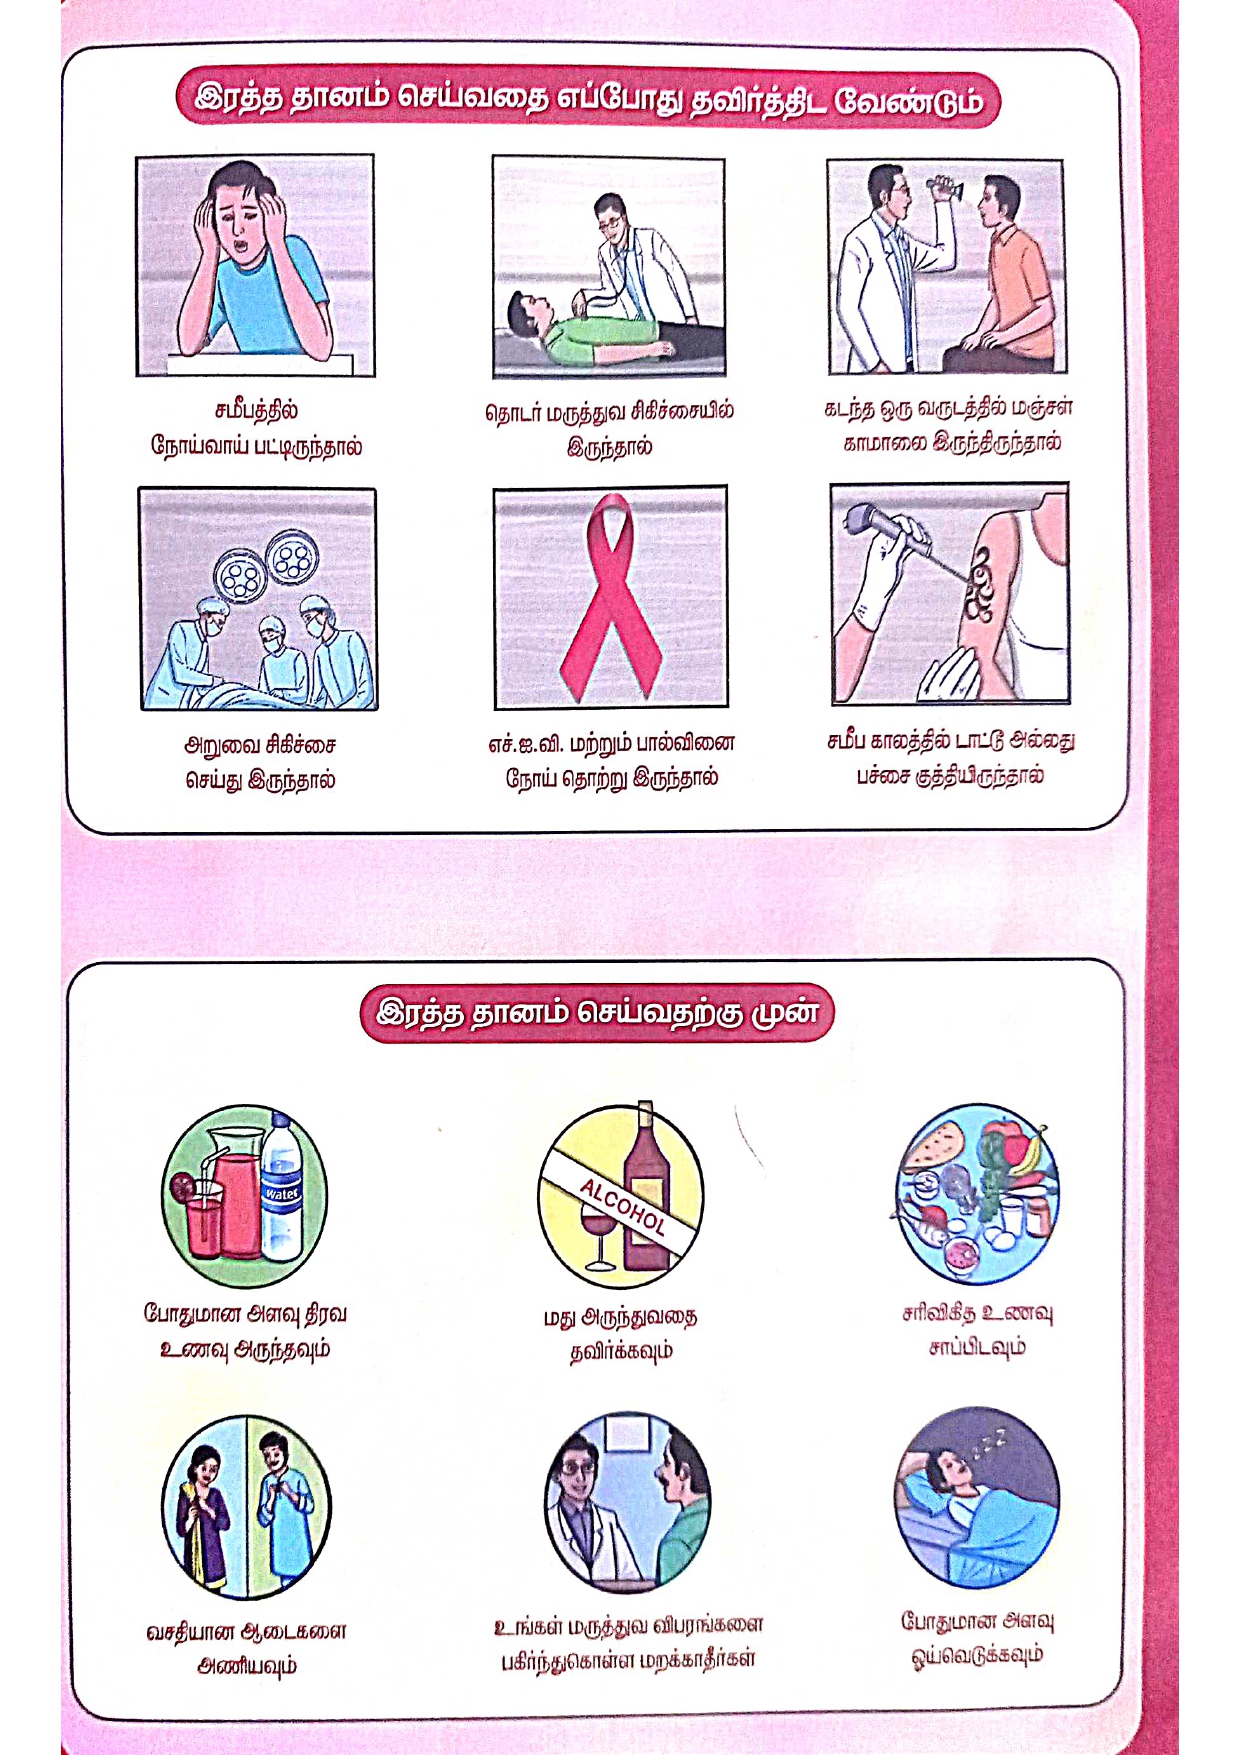 இரத்த தானம் செய்வதை எப்போது தவிர்த்திட வேண்டும்
சமீபத்தில்
நோய்வாய் பட்டிருந்தால்
தொடர் மருத்துவ சிகிச்சையில்
இருந்தால்
கடந்த ஒரு வருடத்தில் மஞ்சள்
காமாலை இருந்திருந்தால்
அறுவை சிகிச்சை
செய்து இருந்தால்
எச்.ஐ.வி. மற்றும் பால்வினை
நோய் தொற்று இருந்தால்
சமீப காலத்தில் டாட்டூ அல்லது
பச்சை குத்தியிருந்தால்
இரத்த தானம் செய்வதற்கு முன்
water
போதுமான அளவு திரவ
உணவு அருந்தவும்
ALCOHOL
மது அருந்துவதை
தவிர்க்கவும்
சரிவிகித உணவு
சாப்பிடவும்
வசதியான ஆடைகளை
அணியவும்
உங்கள் மருத்துவ விபரங்களை
பகிர்ந்துகொள்ள மறக்காதீர்கள்
zzz
போதுமான அளவு
ஓய்வெடுக்கவும்